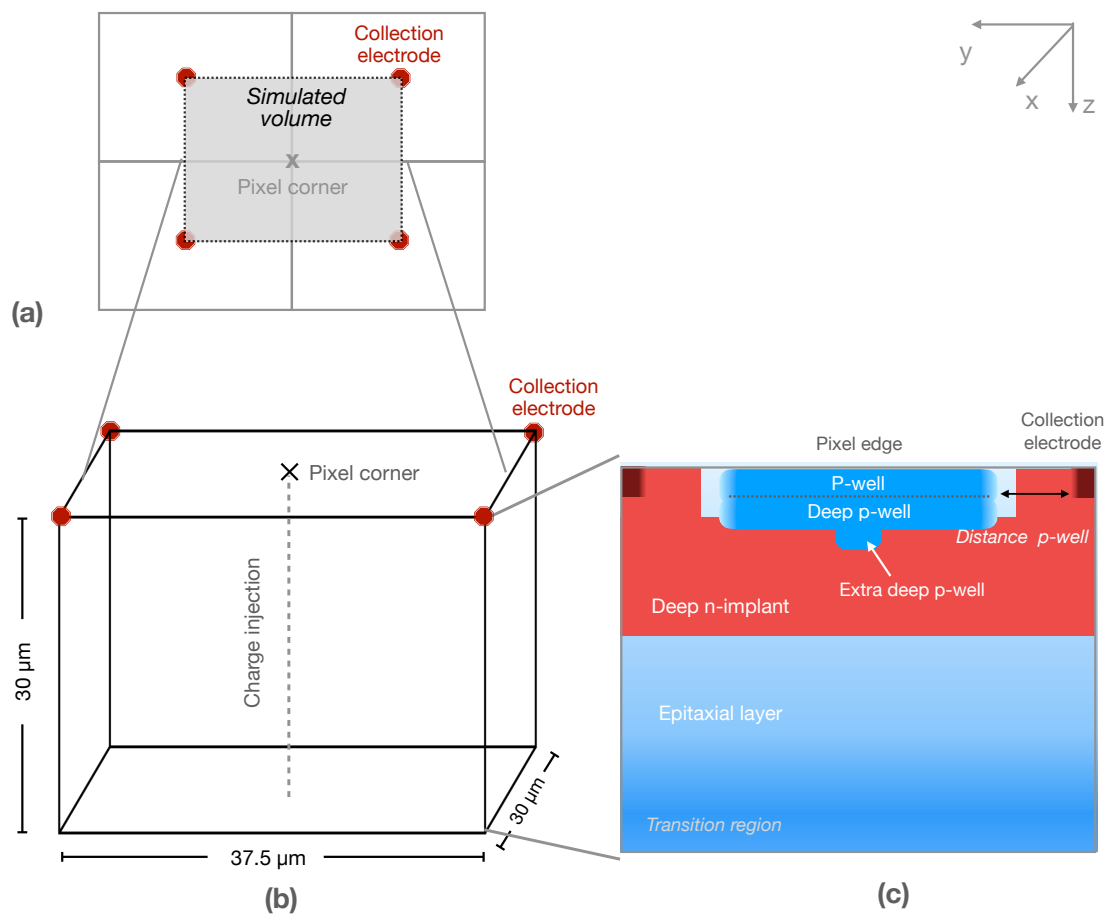 Collection
electrode
Simulated
volume
x
Pixel corner
(a)
y
x
z
Collection
electrode
Pixel corner
Charge injection
30 µm
30 µm
37.5 µm
(b)
Pixel edge
Collection
electrode
P-well
Deep p-well
Distance p-well
Extra deep p-well
Deep n-implant
Epitaxial layer
Transition region
(c)